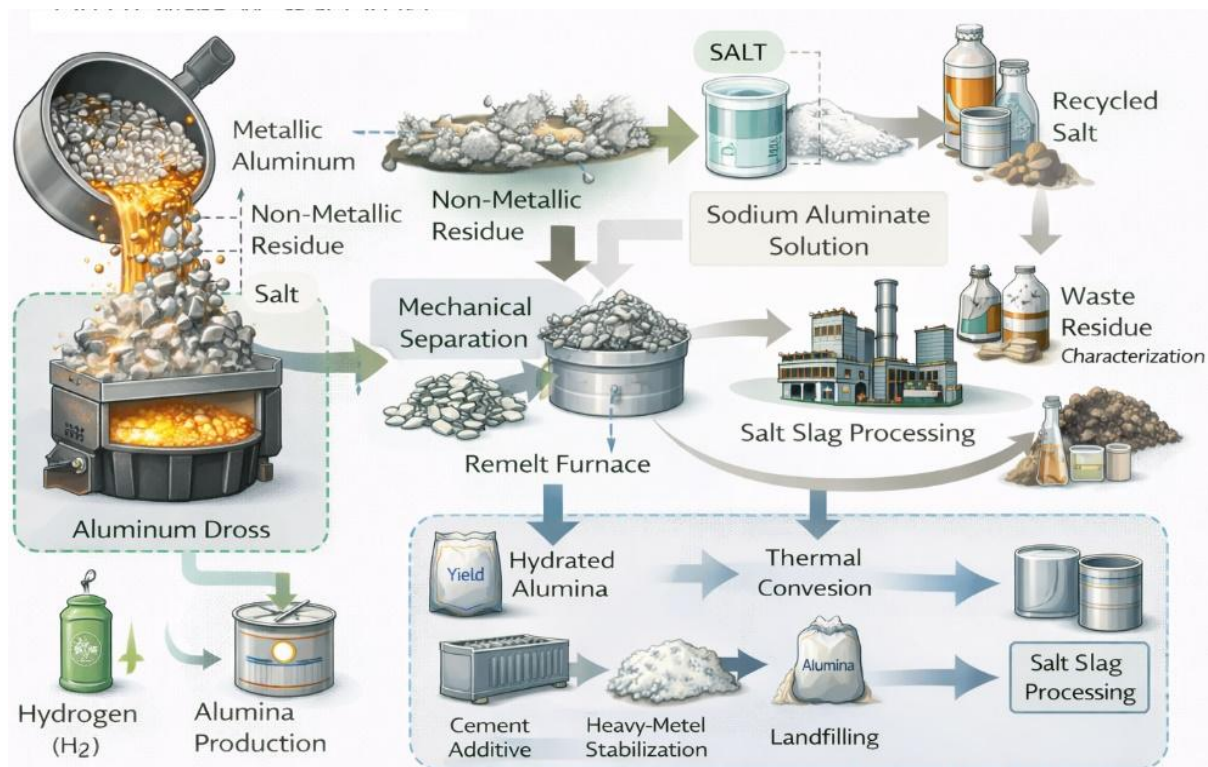 SALT
Metallic
Aluminum
Non-Metallic
Residue
Salt
Non-Metallic
Residue
Recycled
Salt
Sodium Aluminate
Solution
Mechanical
Separation
Waste
Residue
Characterization
Salt Slag Processing
Remelt Furnace
Aluminum Dross
Yield
Hydrated
Alumina
Thermal
Convesion
Alumina
Salt Slag
Processing
Hydrogen
(H₂)
Alumina
Production
Cement
Additive
Heavy-Metel
Stabilization
Landfilling